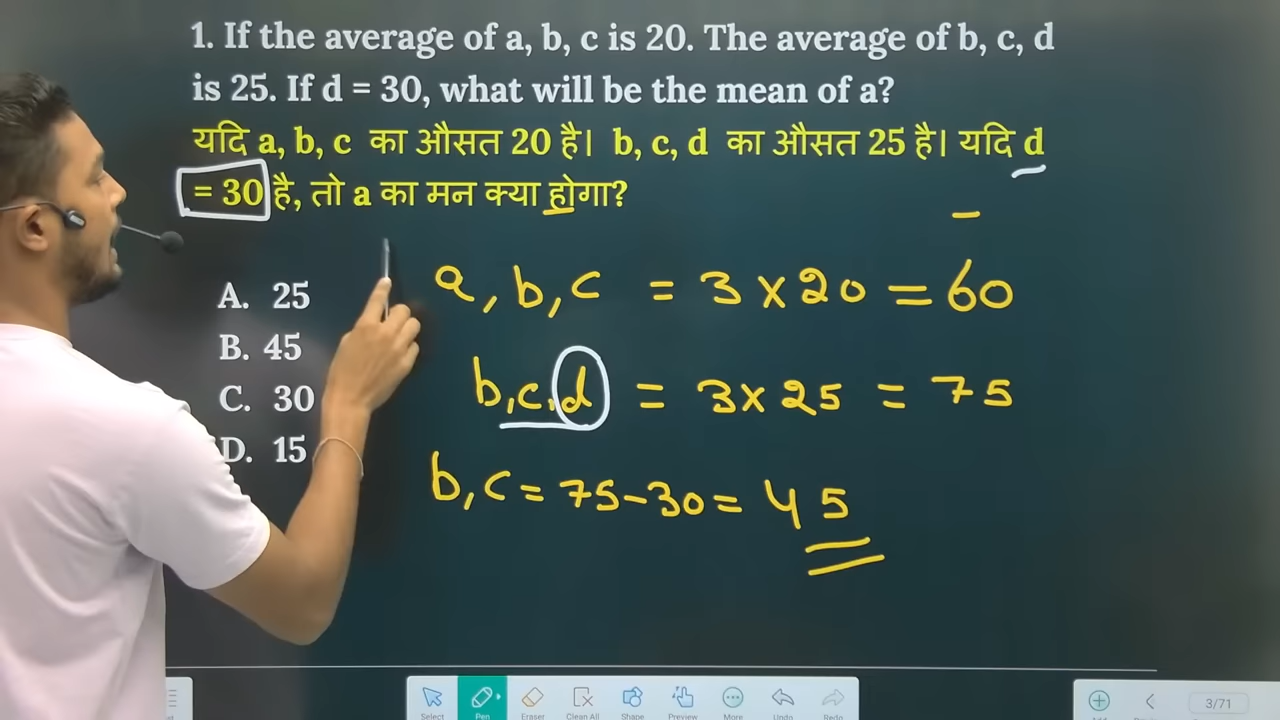 1. If the average of a, b, c is 20. The average of b, c, d
is 25. If d = 30, what will be the mean of a?
यदि a, b, c का औसत 20 है। b, c, d का औसत 25 है। यदि d
= 30 है, तो a का मन क्या होगा?
A. 25
B. 45
C. 30
D. 15
a, b, c = 3 x 20 = 60
b, c, d = 3 x 25 = 75
b, c = 75 - 30 = 45
Select Pen Eraser Clean All Shape Preview More Undo Redo
3/71